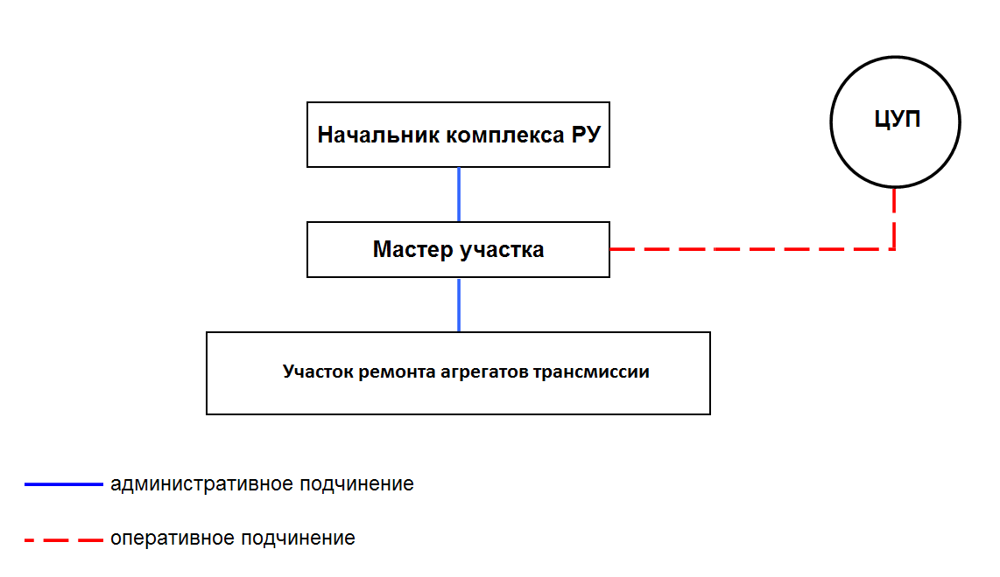 ЦУП
Начальник комплекса РУ
Мастер участка
Участок ремонта агрегатов трансмиссии
административное подчинение
оперативное подчинение